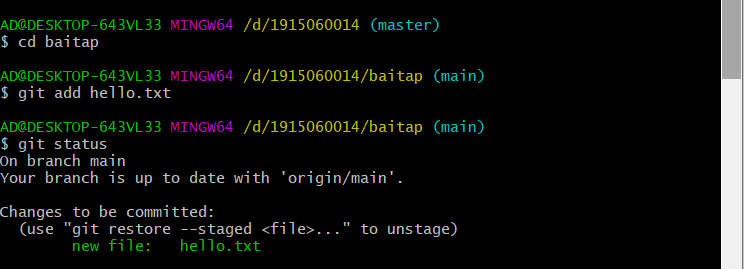 AD@DESKTOP-643VL33 MINGW64 /d/1915060014 (master)
$ cd baitap
AD@DESKTOP-643VL33 MINGW64 /d/1915060014/baitap (main)
$ git add hello.txt
AD@DESKTOP-643VL33 MINGW64 /d/1915060014/baitap (main)
$ git status
On branch main
Your branch is up to date with 'origin/main'.
Changes to be committed:
(use "git restore --staged <file>..." to unstage)
new file:   hello.txt